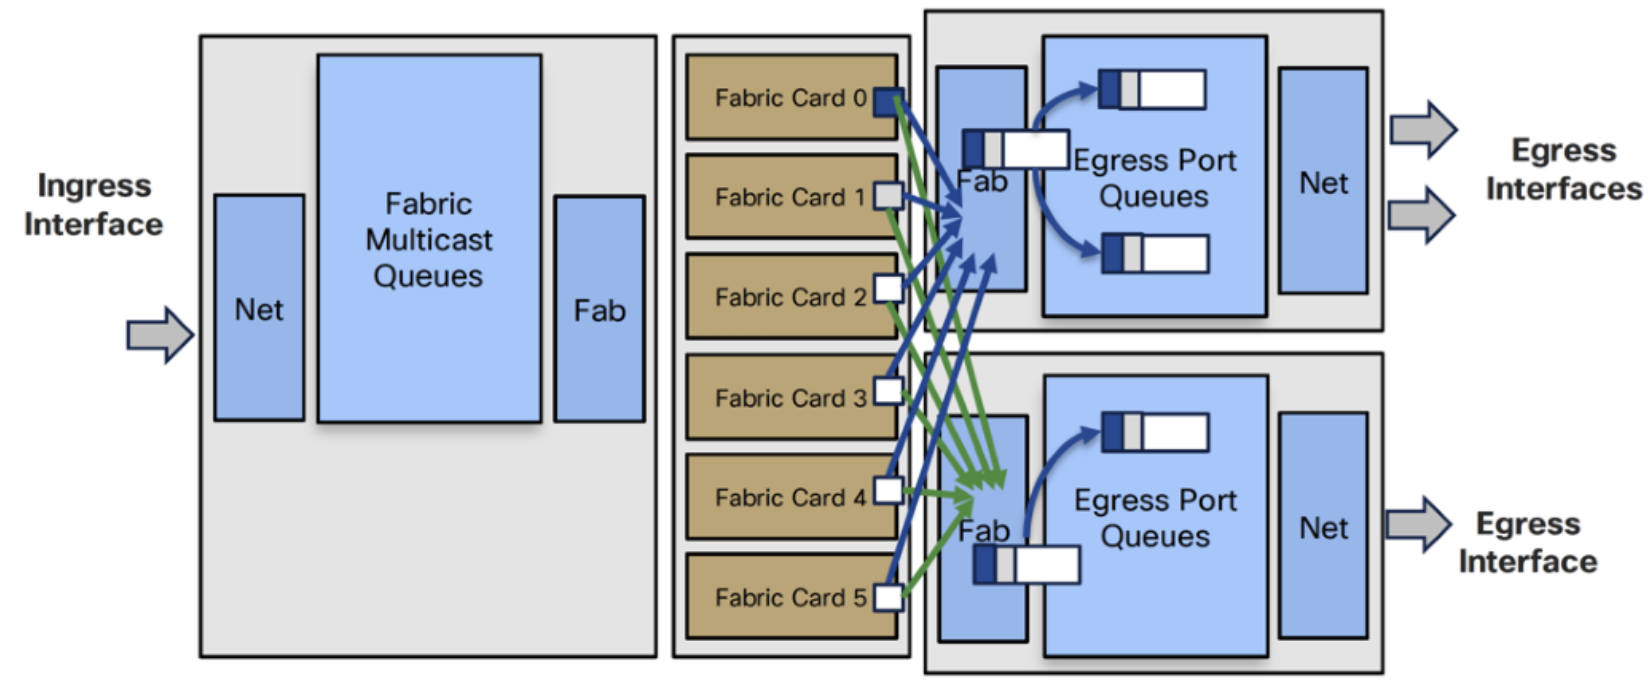 Ingress
Interface
Net
Fabric
Multicast
Queues
Fab
Fabric Card 0
Fabric Card 1
Fabric Card 2
Fabric Card 3
Fabric Card 4
Fabric Card 5
Fab
Egress Port
Queues
Net
Egress
Interfaces
Fab
Egress Port
Queues
Net
Egress
Interface